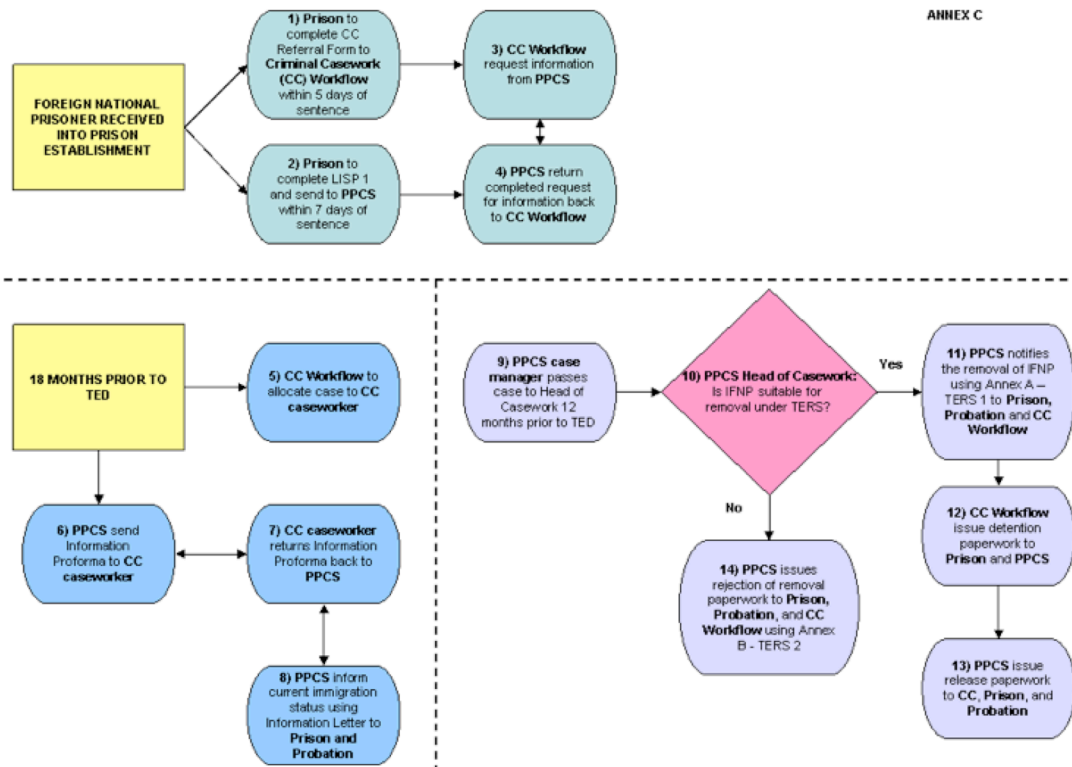 ANNEX C
FOREIGN NATIONAL
PRISONER RECEIVED
INTO PRISON
ESTABLISHMENT
1) Prison to
complete CC
Referral Form to
Criminal Casework
(CC) Workflow
within 5 days of
sentence
3) CC Workflow
request information
from PPCS
2) Prison to
complete LISP 1
and send to PPCS
within 7 days of
sentence
4) PPCS return
completed request
for information back
to CC Workflow
18 MONTHS PRIOR TO
TED
5) CC Workflow to
allocate case to CC
caseworker
6) PPCS send
Information
Proforma to CC
caseworker
7) CC caseworker
returns Information
Proforma back to
PPCS
8) PPCS inform
current immigration
status using
Information Letter to
Prison and
Probation
9) PPCS case
manager passes
case to Head of
Casework 12
months prior to TED
10) PPCS Head of Casework:
Is IFNP suitable for
removal under TERS?
Yes
No
11) PPCS notifies
the removal of IFNP
using Annex A –
TERS 1 to Prison,
Probation and CC
Workflow
12) CC Workflow
issue detention
paperwork to
Prison and PPCS
13) PPCS issue
release paperwork
to CC, Prison, and
Probation
14) PPCS issues
rejection of removal
paperwork to Prison,
Probation, and CC
Workflow using Annex
B - TERS 2